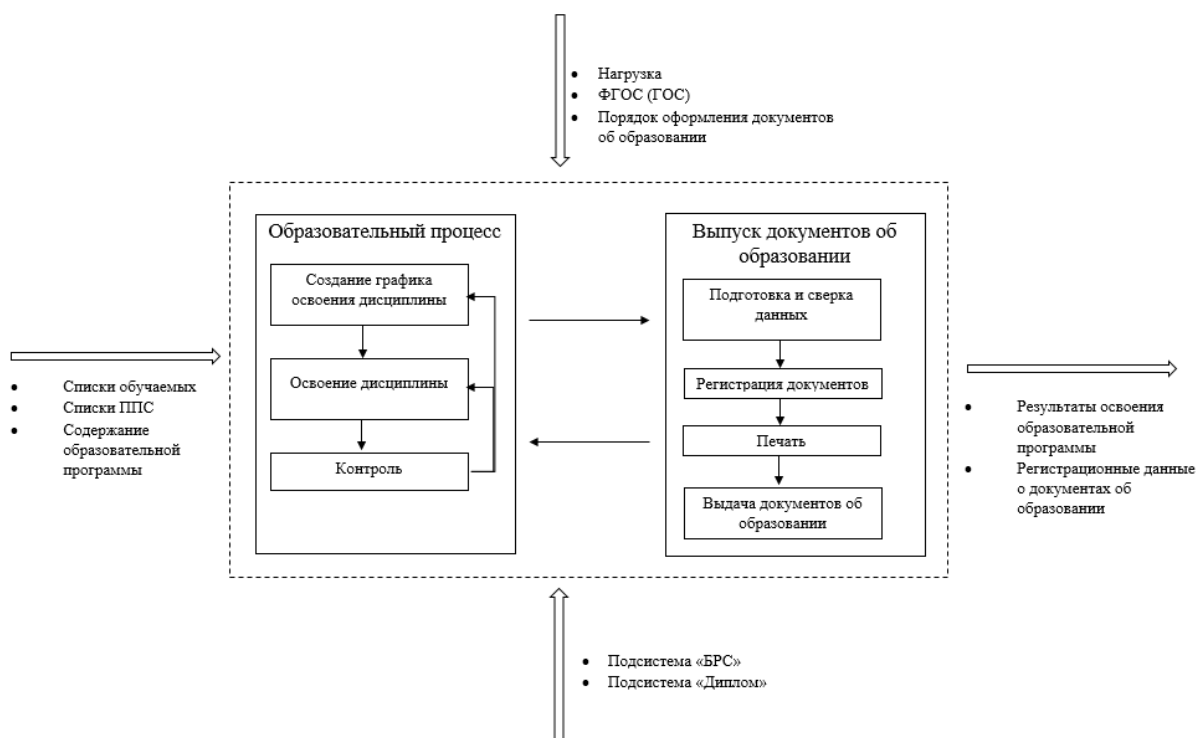 • Нагрузка
• ФГОС (ГОС)
• Порядок оформления документов
об образовании
Образовательный процесс
Создание графика
освоения дисциплины
Освоение дисциплины
Контроль
Выпуск документов об
образовании
Подготовка и сверка
данных
Регистрация документов
Печать
Выдача документов об
образовании
• Списки обучаемых
• Списки ППС
• Содержание
образовательной
программы
• Результаты освоения
образовательной
программы
• Регистрационные данные
о документах об
образовании
• Подсистема «БРС»
• Подсистема «Диплом»